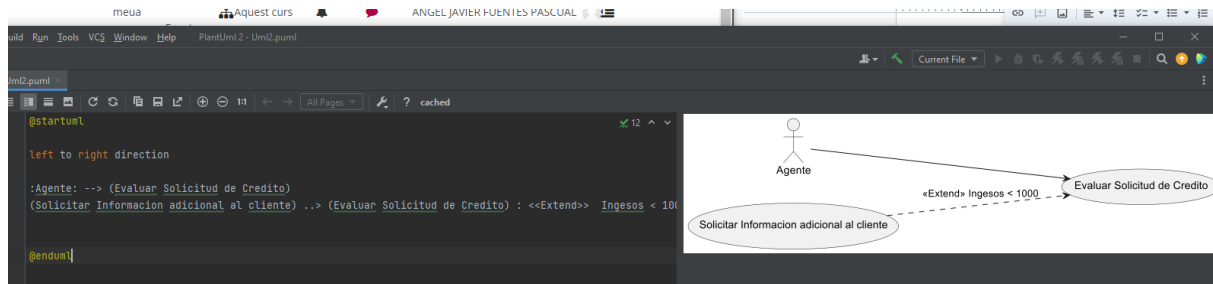 meua
Aquest curs
ANGEL JAVIER FUENTES PASCUAL
uild Run Tools VCS Window Help PlantUml 2 - Uml2.puml
Current File
Uml2.puml
1:1 All Pages ? cached
@startuml
12
left to right direction
:Agente: --> (Evaluar Solicitud de Credito)
(Solicitar Informacion adicional al cliente) ..> (Evaluar Solicitud de Credito) : <<Extend>> Ingesos < 100
@enduml
Agente
Evaluar Solicitud de Credito
«Extend» Ingesos < 1000
Solicitar Informacion adicional al cliente